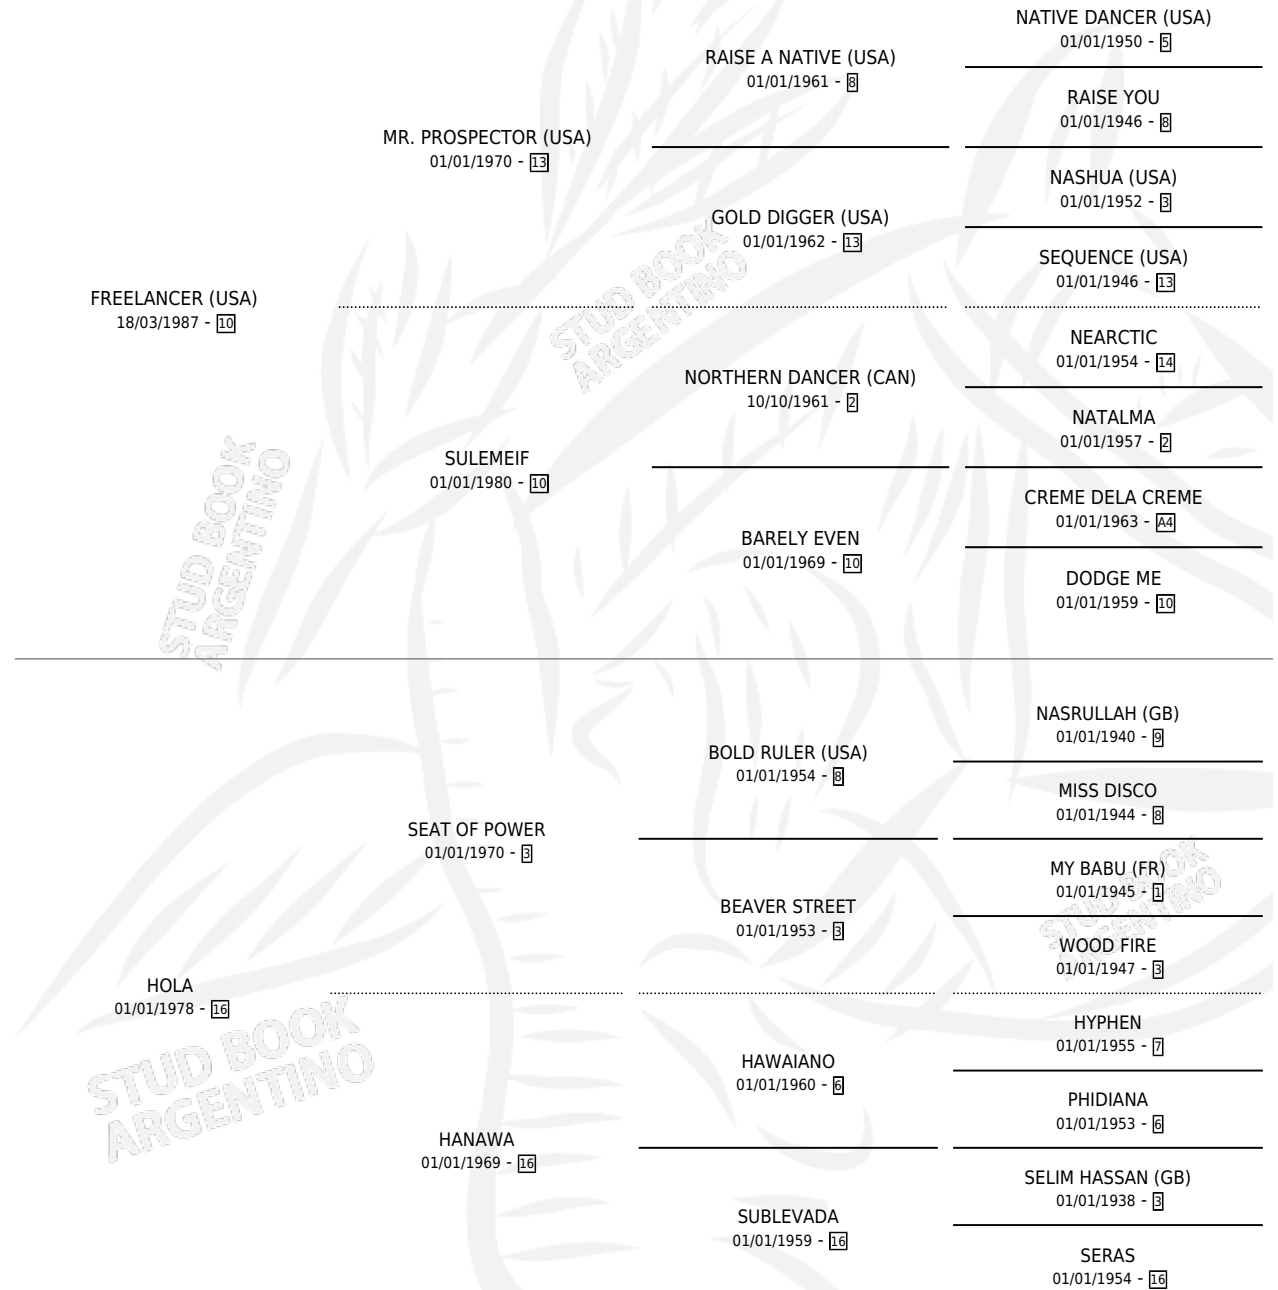 NATIVE DANCER (USA)
01/01/1950 - 5
RAISE A NATIVE (USA)
01/01/1961 - 8
RAISE YOU
01/01/1946 - 8
MR. PROSPECTOR (USA)
01/01/1970 - 13
NASHUA (USA)
01/01/1952 - 3
GOLD DIGGER (USA)
01/01/1962 - 13
SEQUENCE (USA)
01/01/1946 - 13
FREELANCER (USA)
18/03/1987 - 10
NEARCTIC
01/01/1954 - 14
NORTHERN DANCER (CAN)
10/10/1961 - 2
NATALMA
01/01/1957 - 2
SULEMEIF
01/01/1980 - 10
CREME DELA CREME
01/01/1963 - A4
BARELY EVEN
01/01/1969 - 10
DODGE ME
01/01/1959 - 10
NASRULLAH (GB)
01/01/1940 - 9
BOLD RULER (USA)
01/01/1954 - 8
MISS DISCO
01/01/1944 - 8
SEAT OF POWER
01/01/1970 - 3
MY BABU (FR)
01/01/1945 - 1
BEAVER STREET
01/01/1953 - 3
WOOD FIRE
01/01/1947 - 3
HOLA
01/01/1978 - 16
HYPHEN
01/01/1955 - 7
HAWAIANO
01/01/1960 - 6
PHIDIANA
01/01/1953 - 6
HANAWA
01/01/1969 - 16
SELIM HASSAN (GB)
01/01/1938 - 3
SUBLEVADA
01/01/1959 - 16
SERAS
01/01/1954 - 16
STUD BOOK
ARGENTINO
STUD BOOK
ARGENTINO
STUD BOOK
ARGENTINO
STUD BOOK
ARGENTINO